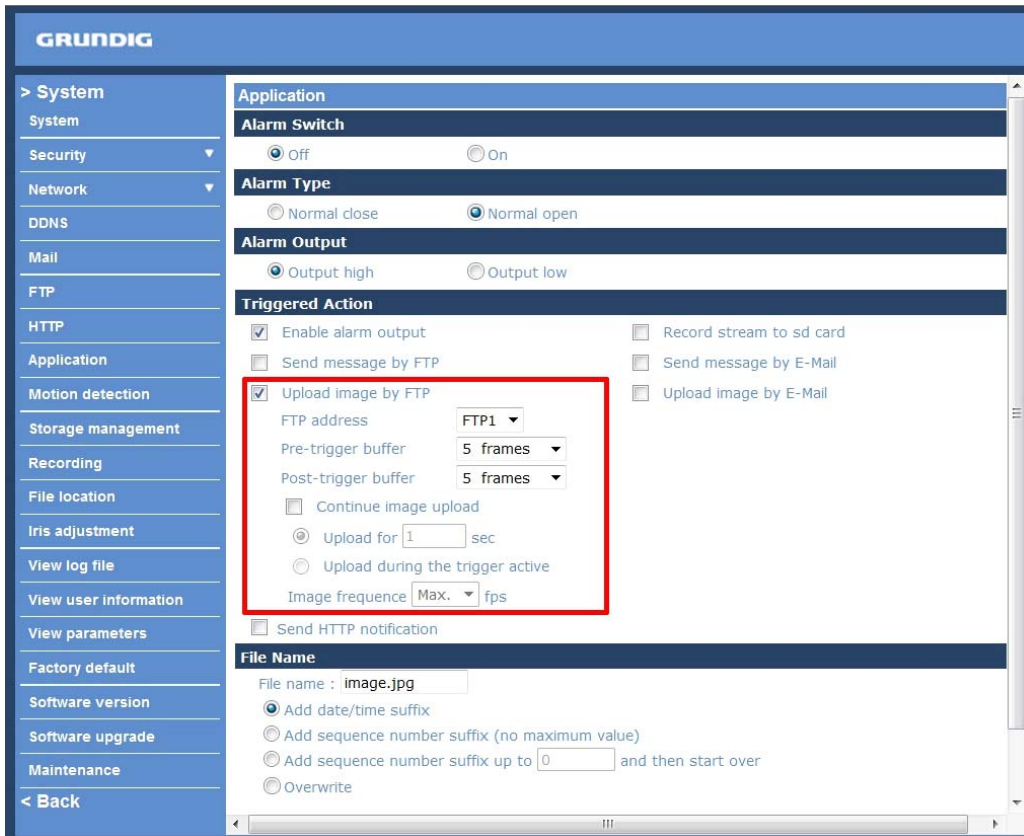 GRUNDIG
> System
System
Security
Network
DDNS
Mail
FTP
HTTP
Application
Motion detection
Storage management
Recording
File location
Iris adjustment
View log file
View user information
View parameters
Factory default
Software version
Software upgrade
Maintenance
< Back
Application
Alarm Switch
Off On
Alarm Type
Normal close Normal open
Alarm Output
Output high Output low
Triggered Action
Enable alarm output Record stream to sd card
Send message by FTP Send message by E-Mail
Upload image by FTP Upload image by E-Mail
FTP address FTP1
Pre-trigger buffer 5 frames
Post-trigger buffer 5 frames
Continue image upload
Upload for 1 sec
Upload during the trigger active
Image frequence Max. fps
Send HTTP notification
File Name
File name : image.jpg
Add date/time suffix
Add sequence number suffix (no maximum value)
Add sequence number suffix up to 0 and then start over
Overwrite